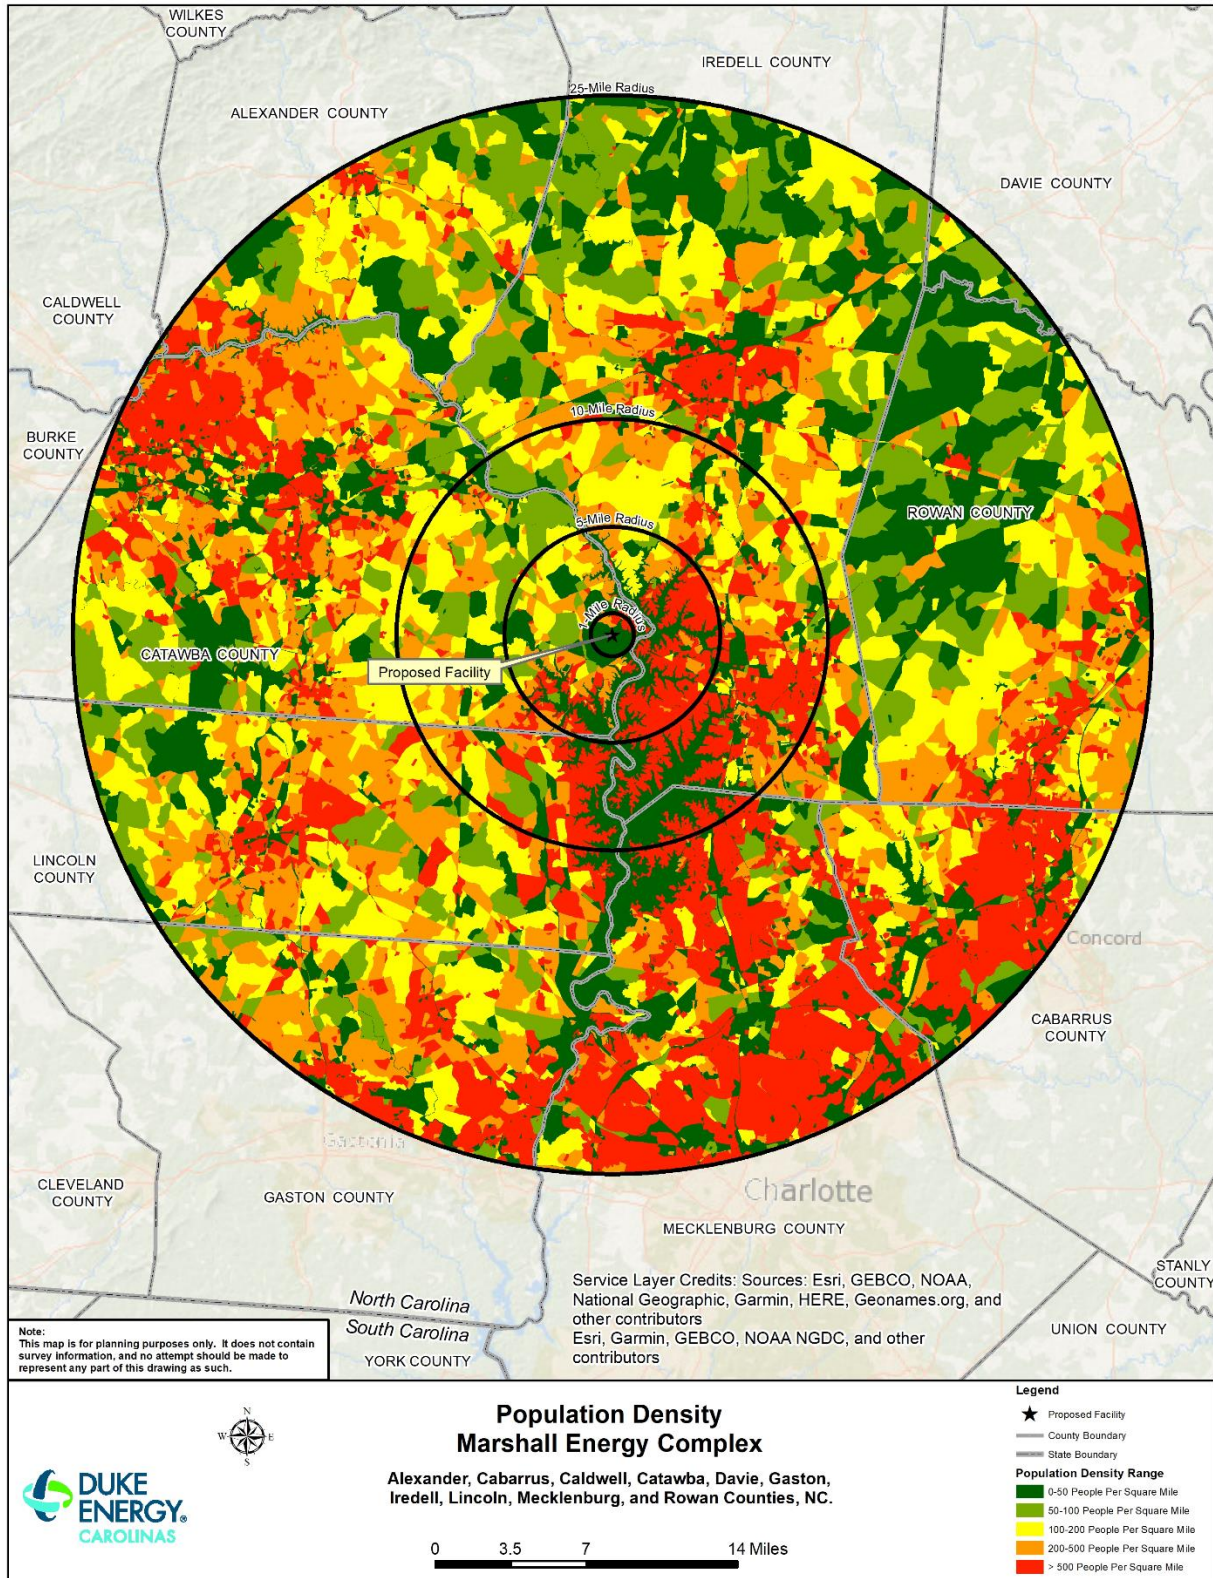 WILKES
COUNTY
IREDELL COUNTY
25-Mile Radius
ALEXANDER COUNTY
DAVIE COUNTY
CALDWELL
COUNTY
10-Mile Radius
BURKE
COUNTY
5-Mile Radius
ROWAN COUNTY
1-Mile Radius
CATAWBA COUNTY
Proposed Facility
LINCOLN
COUNTY
Concord
CABARRUS
COUNTY
Gastonia
CLEVELAND
COUNTY
GASTON COUNTY
Charlotte
MECKLENBURG COUNTY
STANLY
COUNTY
North Carolina
South Carolina
YORK COUNTY
UNION COUNTY
Service Layer Credits: Sources: Esri, GEBCO, NOAA,
National Geographic, Garmin, HERE, Geonames.org, and
other contributors
Esri, Garmin, GEBCO, NOAA NGDC, and other
contributors
Note:
This map is for planning purposes only. It does not contain
survey information, and no attempt should be made to
represent any part of this drawing as such.
N
W E
S
DUKE
ENERGY®
CAROLINAS
Population Density
Marshall Energy Complex
Alexander, Cabarrus, Caldwell, Catawba, Davie, Gaston,
Iredell, Lincoln, Mecklenburg, and Rowan Counties, NC.
0 3.5 7 14 Miles
Legend
Proposed Facility
County Boundary
State Boundary
Population Density Range
0-50 People Per Square Mile
50-100 People Per Square Mile
100-200 People Per Square Mile
200-500 People Per Square Mile
> 500 People Per Square Mile